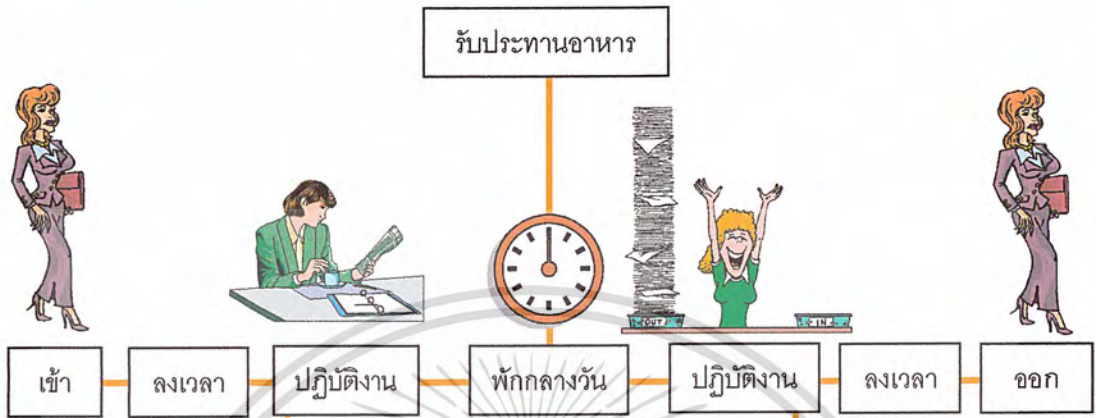 รับประทานอาหาร
OUT IN
เข้า ลงเวลา ปฏิบัติงาน พักกลางวัน ปฏิบัติงาน ลงเวลา ออก